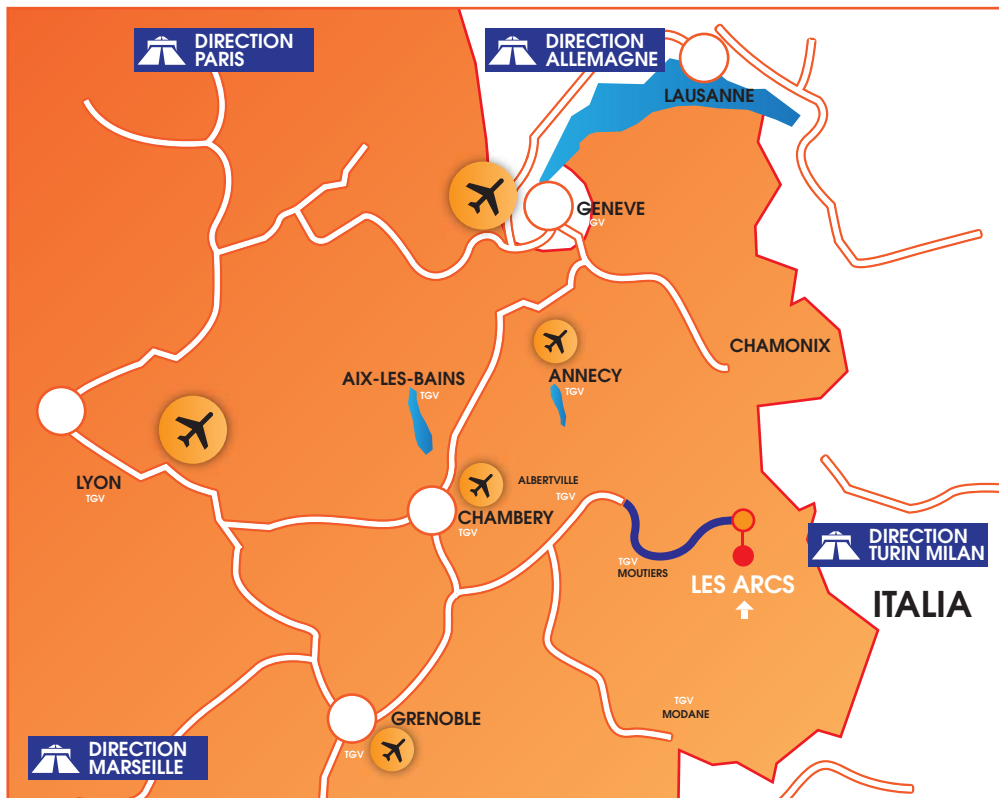 DIRECTION
PARIS
DIRECTION
ALLEMAGNE
LAUSANNE
GENEVE
TGV
CHAMONIX
AIX-LES-BAINS
TGV
ANNECY
TGV
LYON
TGV
ALBERTVILLE
TGV
CHAMBERY
TGV
DIRECTION
TURIN MILAN
TGV
MOUTIERS
LES ARCS
ITALIA
TGV
MODANE
GRENOBLE
TGV
DIRECTION
MARSEILLE